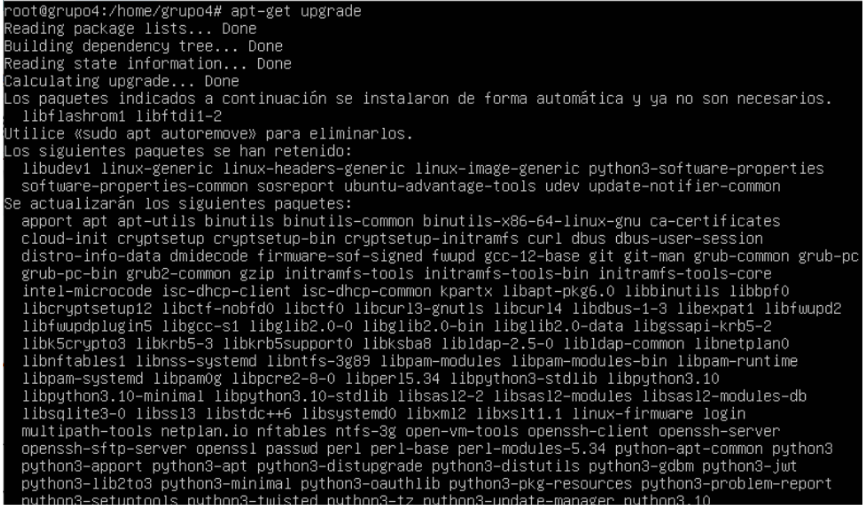 root@grupo4:/home/grupo4# apt-get upgrade
Reading package lists... Done
Building dependency tree... Done
Reading state information... Done
Calculating upgrade... Done
Los paquetes indicados a continuación se instalaron de forma automática y ya no son necesarios.
libflashrom1 libftdi1-2
Utilice «sudo apt autoremove» para eliminarlos.
Los siguientes paquetes se han retenido:
libudev1 linux-generic linux-headers-generic linux-image-generic python3-software-properties
software-properties-common sosreport ubuntu-advantage-tools udev update-notifier-common
Se actualizarán los siguientes paquetes:
apport apt apt-utils binutils binutils-common binutils-x86-64-linux-gnu ca-certificates
cloud-init cryptsetup cryptsetup-bin cryptsetup-initramfs curl dbus dbus-user-session
distro-info-data dmidecode firmware-sof-signed fwupd gcc-12-base git git-man grub-common grub-pc
grub-pc-bin grub2-common gzip initramfs-tools initramfs-tools-bin initramfs-tools-core
intel-microcode isc-dhcp-client isc-dhcp-common kpartx libapt-pkg6.0 libbinutils libbpf0
libcryptsetup12 libctf-nobfd0 libctf0 libcurl3-gnutls libcurl4 libdbus-1-3 libexpat1 libfwupd2
libfwupdplugin5 libgcc-s1 libglib2.0-0 libglib2.0-bin libglib2.0-data libgssapi-krb5-2
libk5crypto3 libkrb5-3 libkrb5support0 libksba8 libldap-2.5-0 libldap-common libnetplan0
libnftables1 libnss-systemd libntfs-3g89 libpam-modules libpam-modules-bin libpam-runtime
libpam-systemd libpam0g libpcre2-8-0 libperl5.34 libpython3-stdlib libpython3.10
libpython3.10-minimal libpython3.10-stdlib libsasl2-2 libsasl2-modules libsasl2-modules-db
libsqlite3-0 libssl3 libstdc++6 libsystemd0 libxml2 libxslt1.1 linux-firmware login
multipath-tools netplan.io nftables ntfs-3g open-vm-tools openssh-client openssh-server
openssh-sftp-server openssl passwd perl perl-base perl-modules-5.34 python-apt-common python3
python3-apport python3-apt python3-distupgrade python3-distutils python3-gdbm python3-jwt
python3-lib2to3 python3-minimal python3-oauthlib python3-pkg-resources python3-problem-report
python3-setuptools python3-twisted python3-tz python3-update-manager python3.10